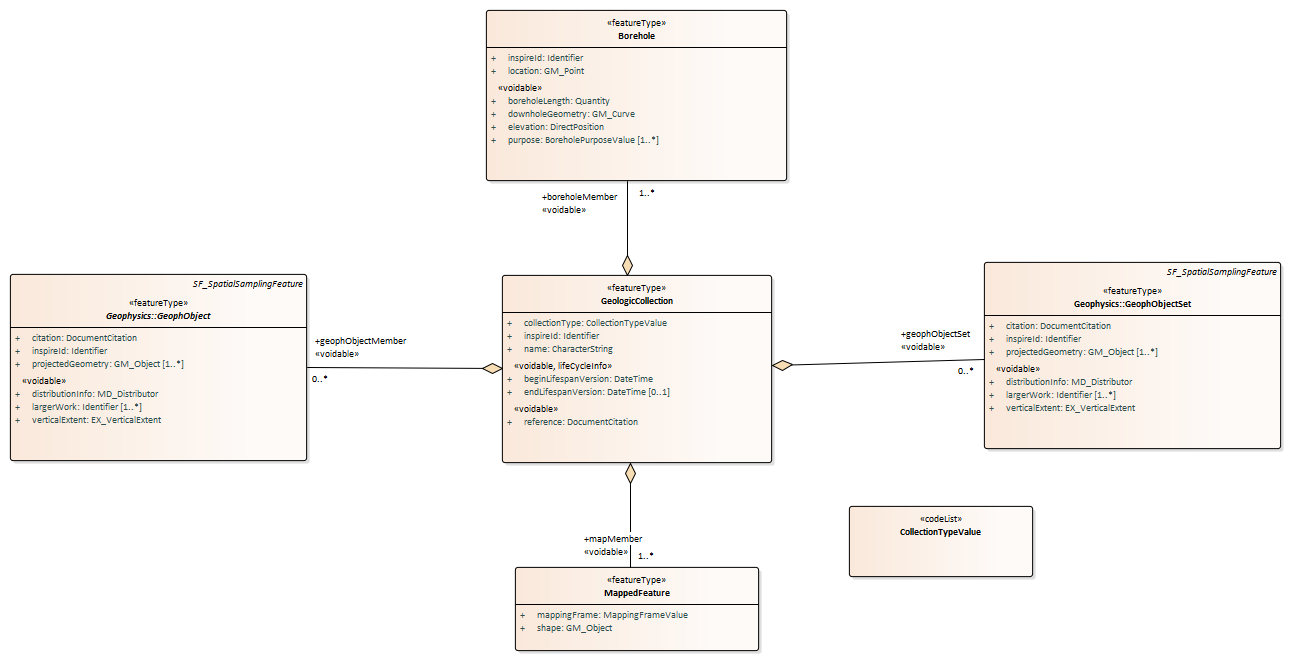 «featureType»
Borehole
+ inspireId: Identifier
+ location: GM_Point
«voidable»
+ boreholeLength: Quantity
+ downholeGeometry: GM_Curve
+ elevation: DirectPosition
+ purpose: BoreholePurposeValue [1..*]
+boreholeMember
«voidable»
1..*
SF_SpatialSamplingFeature
«featureType»
Geophysics::GeophObject
+ citation: DocumentCitation
+ inspireId: Identifier
+ projectedGeometry: GM_Object [1..*]
«voidable»
+ distributionInfo: MD_Distributor
+ largerWork: Identifier [1..*]
+ verticalExtent: EX_VerticalExtent
+geophObjectMember
«voidable»
0..*
«featureType»
GeologicCollection
+ collectionType: CollectionTypeValue
+ inspireId: Identifier
+ name: CharacterString
«voidable, lifeCycleInfo»
+ beginLifespanVersion: DateTime
+ endLifespanVersion: DateTime [0..1]
«voidable»
+ reference: DocumentCitation
+geophObjectSet
«voidable»
0..*
SF_SpatialSamplingFeature
«featureType»
Geophysics::GeophObjectSet
+ citation: DocumentCitation
+ inspireId: Identifier
+ projectedGeometry: GM_Object [1..*]
«voidable»
+ distributionInfo: MD_Distributor
+ largerWork: Identifier [1..*]
+ verticalExtent: EX_VerticalExtent
+mapMember
«voidable»
1..*
«featureType»
MappedFeature
+ mappingFrame: MappingFrameValue
+ shape: GM_Object
«codeList»
CollectionTypeValue